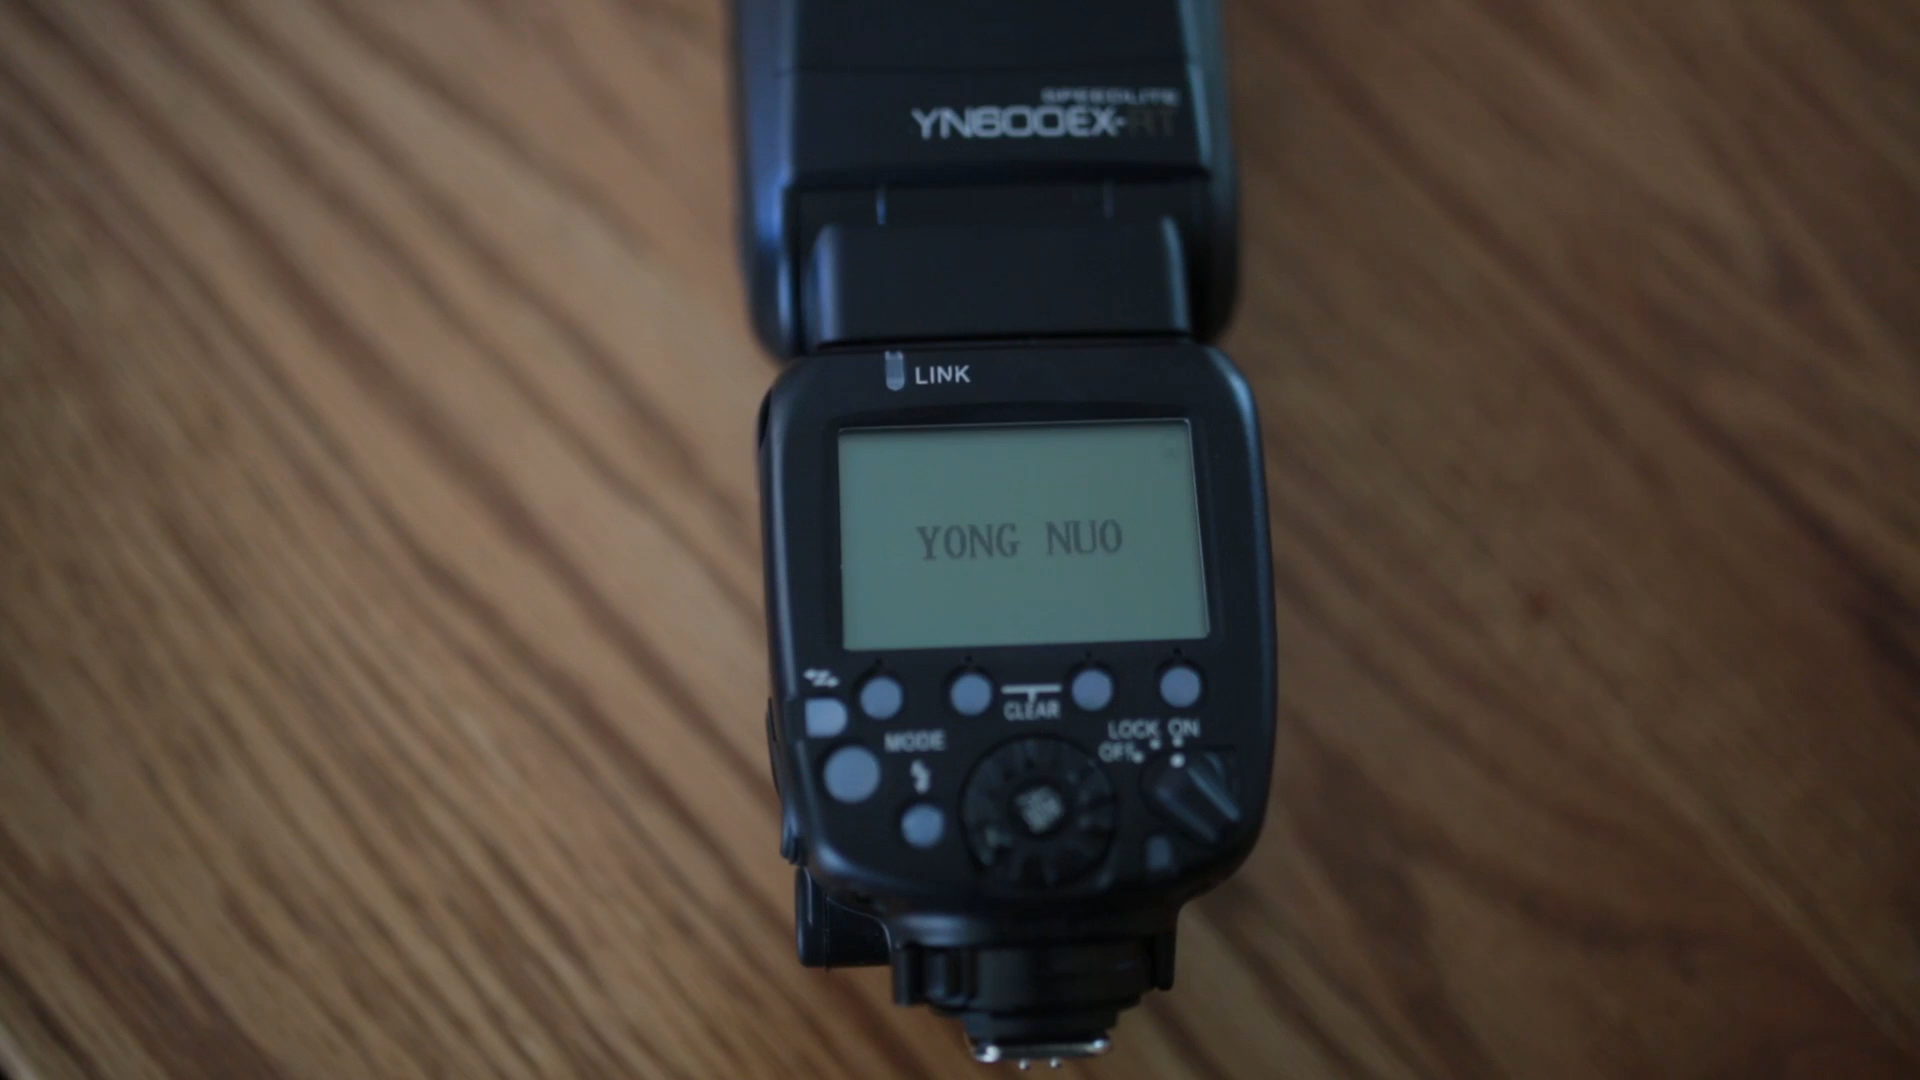 SPEEDLITE
YN600EX-RT
LINK
YONG NUO
CLEAR
LOCK ON
MODE
OFF